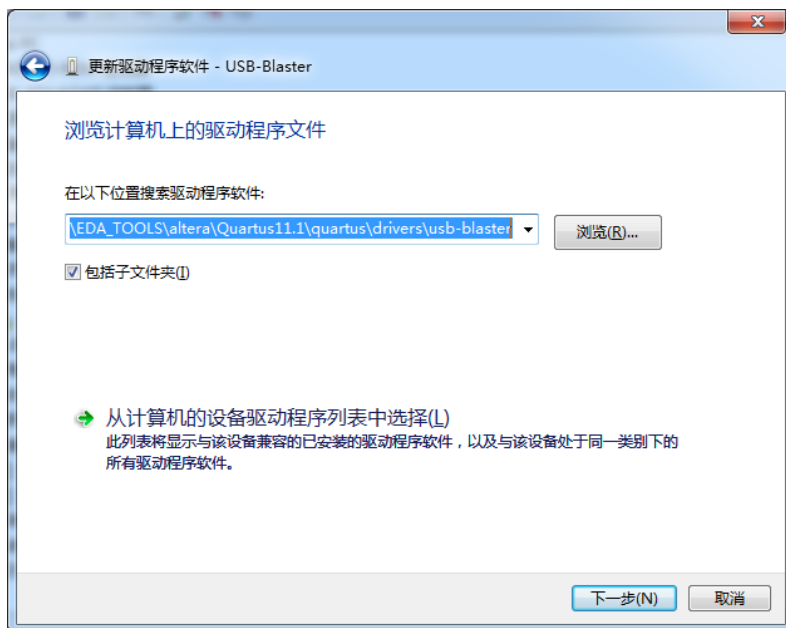 更新驱动程序软件 - USB-Blaster
浏览计算机上的驱动程序文件
在以下位置搜索驱动程序软件:
\EDA_TOOLS\altera\Quartus11.1\quartus\drivers\usb-blaster
浏览(R)...
包括子文件夹(I)
从计算机的设备驱动程序列表中选择(L)
此列表将显示与该设备兼容的已安装的驱动程序软件，以及与该设备处于同一类别下的
所有驱动程序软件。
下一步(N)
取消